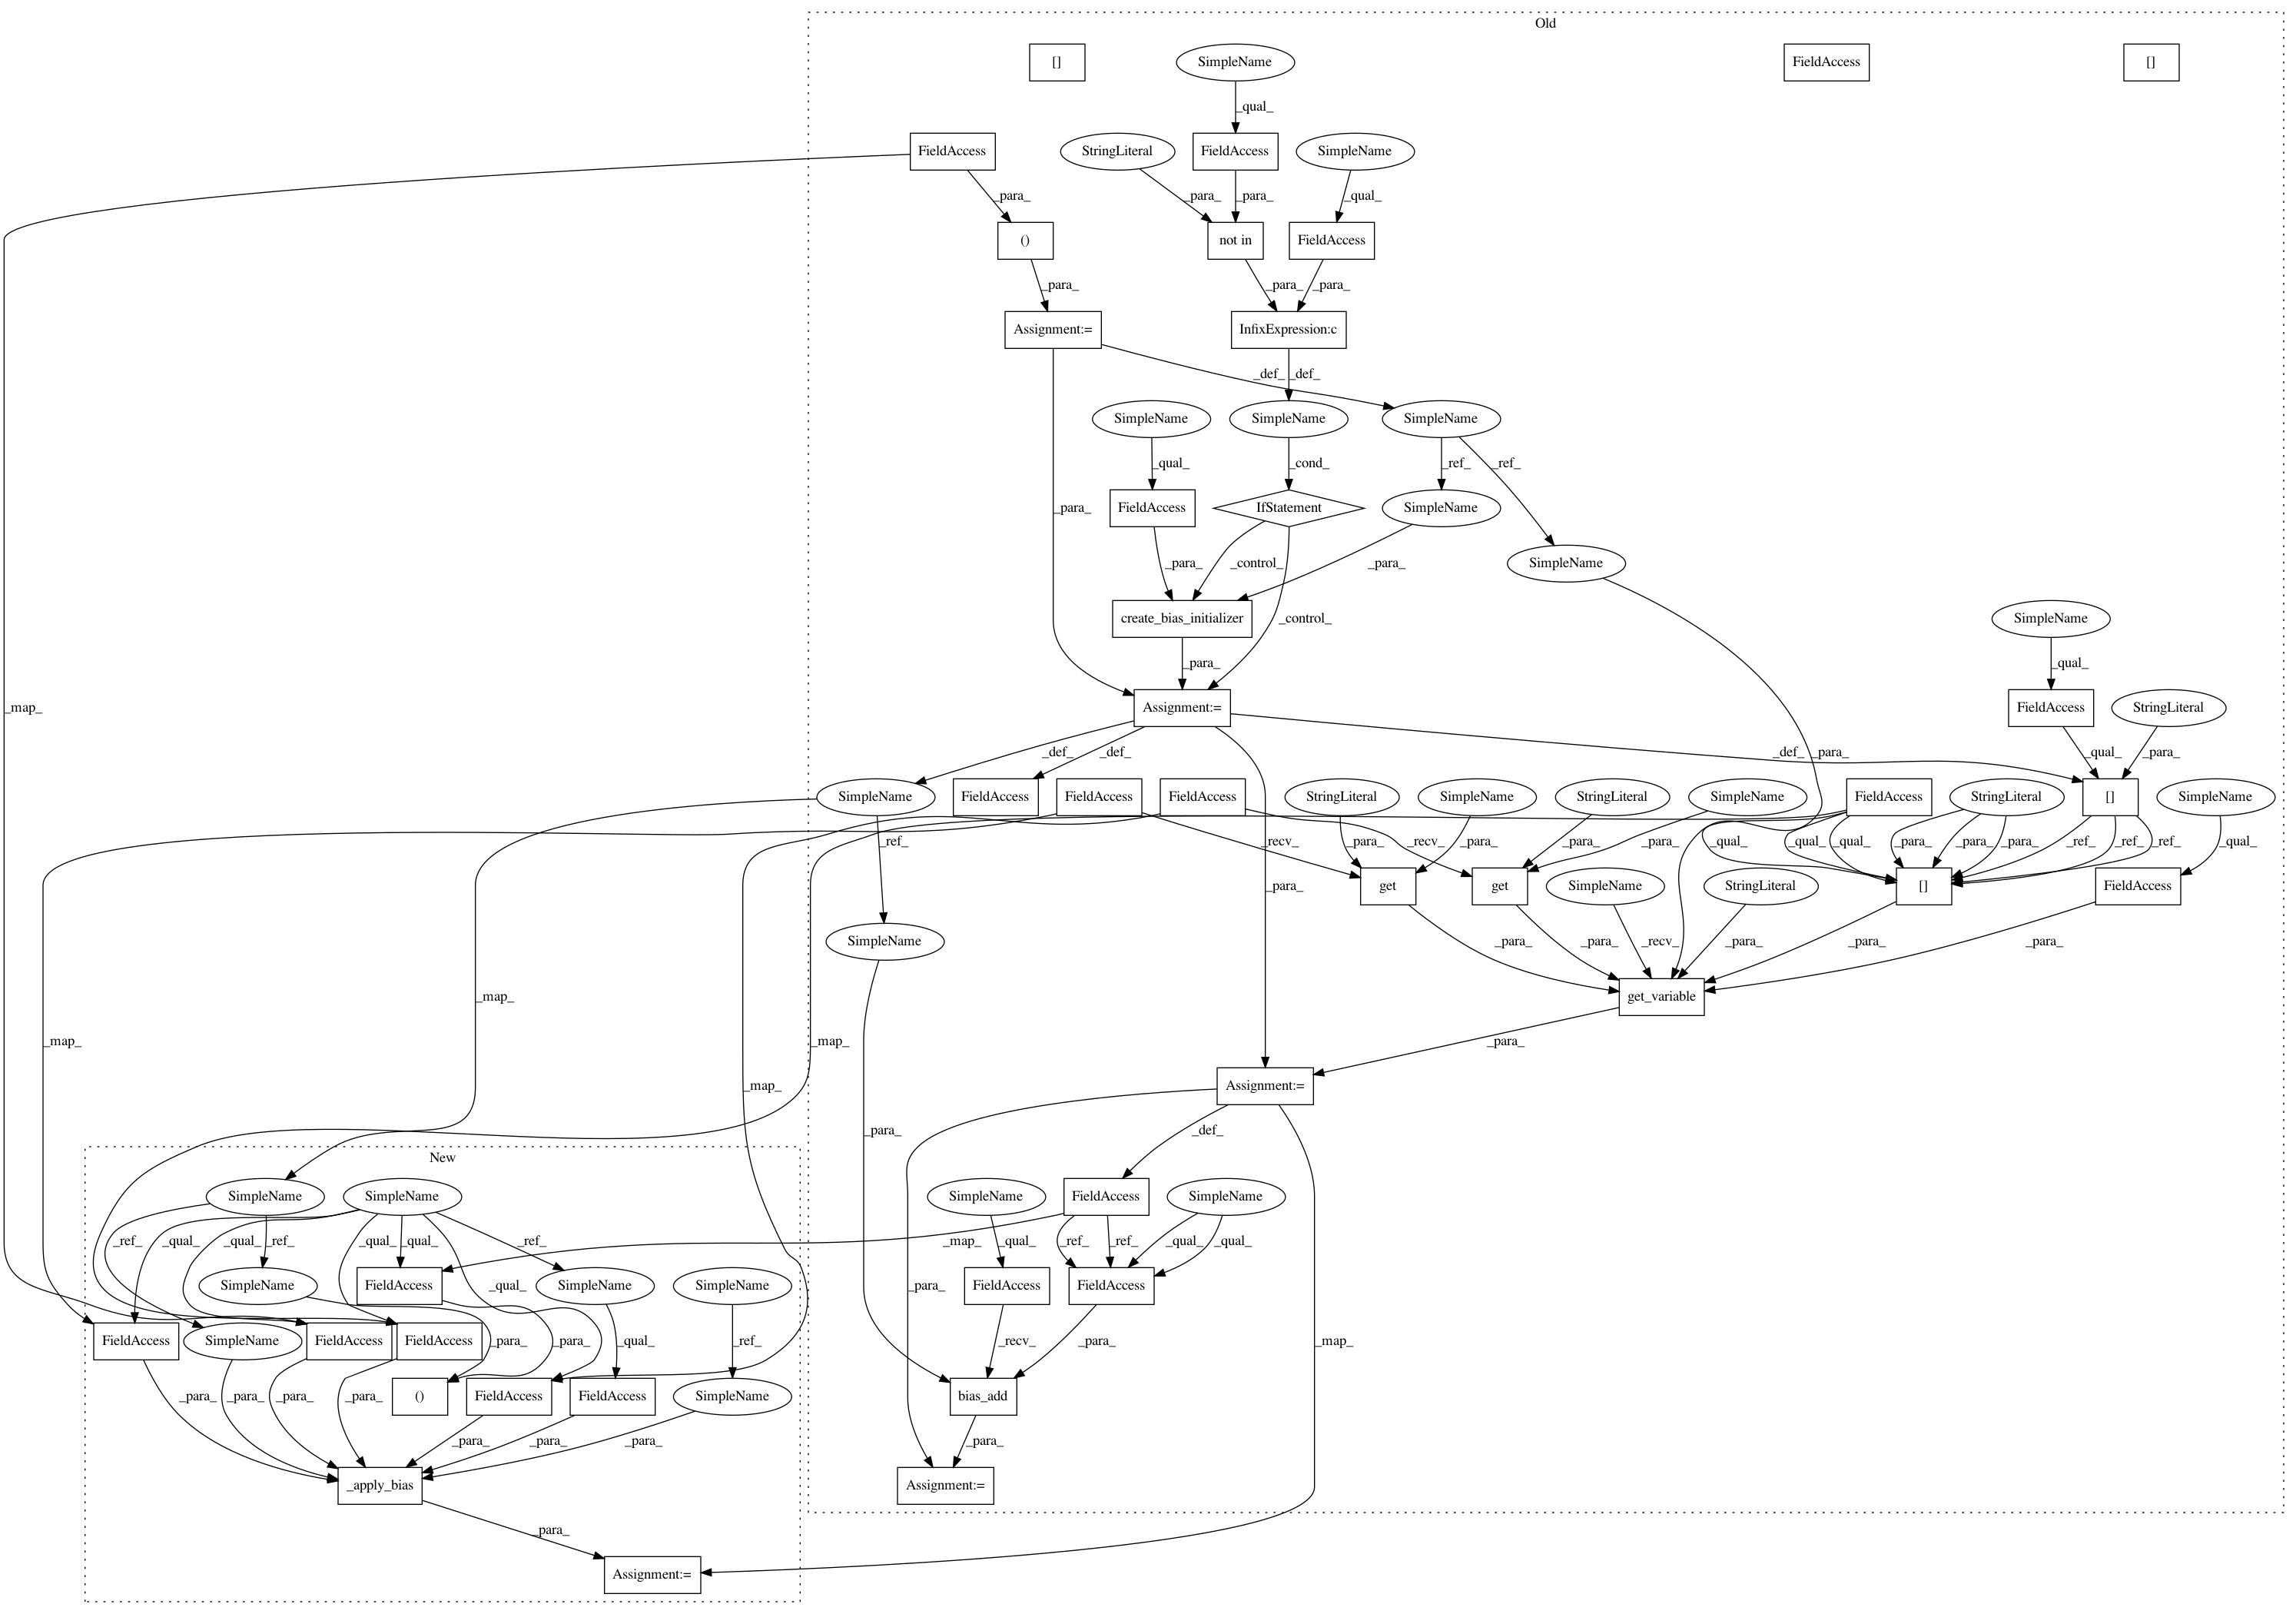 Old
[]
SimpleName
FieldAccess
[]
_qual_
FieldAccess
StringLiteral
FieldAccess
SimpleName
_para_
_para_
_para_
_qual_
()
not in
FieldAccess
_para_
_para_
_para_
Assignment:=
InfixExpression:c
_def_
_def_
SimpleName
SimpleName
SimpleName
_qual_
_cond_
_ref_
_ref_
FieldAccess
IfStatement
SimpleName
_para_
SimpleName
_para_
_control_
_para_
create_bias_initializer
_control_
SimpleName
_para_
_qual_
_map_
Assignment:=
FieldAccess
StringLiteral
_def_
_def_
_def_
_para_
_qual_
_para_
SimpleName
FieldAccess
FieldAccess
FieldAccess
StringLiteral
SimpleName
StringLiteral
SimpleName
FieldAccess
StringLiteral
[]
SimpleName
_ref_
_recv_
_para_
_para_
_recv_
_para_
_para_
_qual_
_qual_
_qual_
_para_
_para_
_para_
_ref_
_ref_
_ref_
_qual_
_para_
get
get
SimpleName
StringLiteral
[]
FieldAccess
SimpleName
_para_
_para_
_recv_
_para_
_para_
_para_
_map_
get_variable
_map_
_map_
_map_
_para_
Assignment:=
_para_
_def_
New
SimpleName
SimpleName
SimpleName
FieldAccess
SimpleName
_ref_
_ref_
_qual_
_qual_
_qual_
_qual_
_ref_
_map_
_qual_
_ref_
_ref_
_qual_
_qual_
SimpleName
FieldAccess
_qual_
SimpleName
SimpleName
FieldAccess
FieldAccess
_para_
FieldAccess
SimpleName
FieldAccess
FieldAccess
_para_
_para_
_qual_
_ref_
_recv_
_para_
_map_
_para_
_para_
_para_
_para_
()
FieldAccess
FieldAccess
SimpleName
bias_add
_para_
_para_
_para_
_para_
_apply_bias
Assignment:=
_para_
Assignment:=